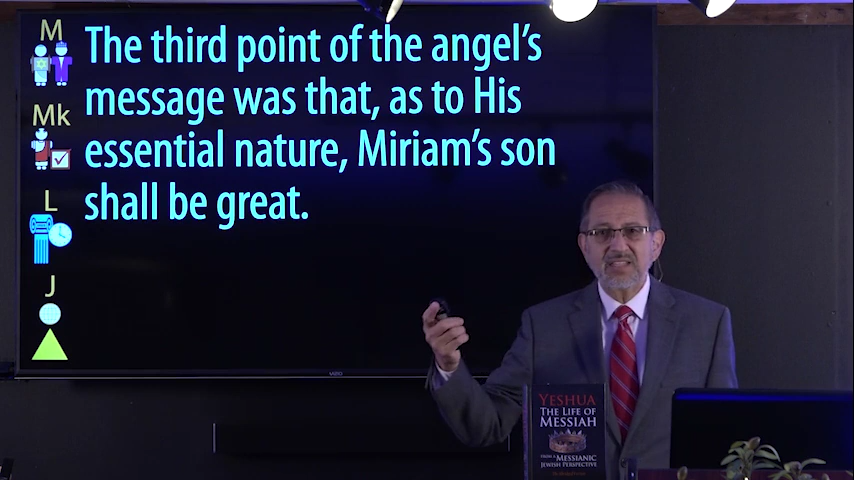 M
The third point of the angel's
message was that, as to His
Mk
essential nature, Miriam's son
L
shall be great.
J
YESHUA
THE LIFE OF
MESSIAH
FROM A MESSIANIC
JEWISH PERSPECTIVE